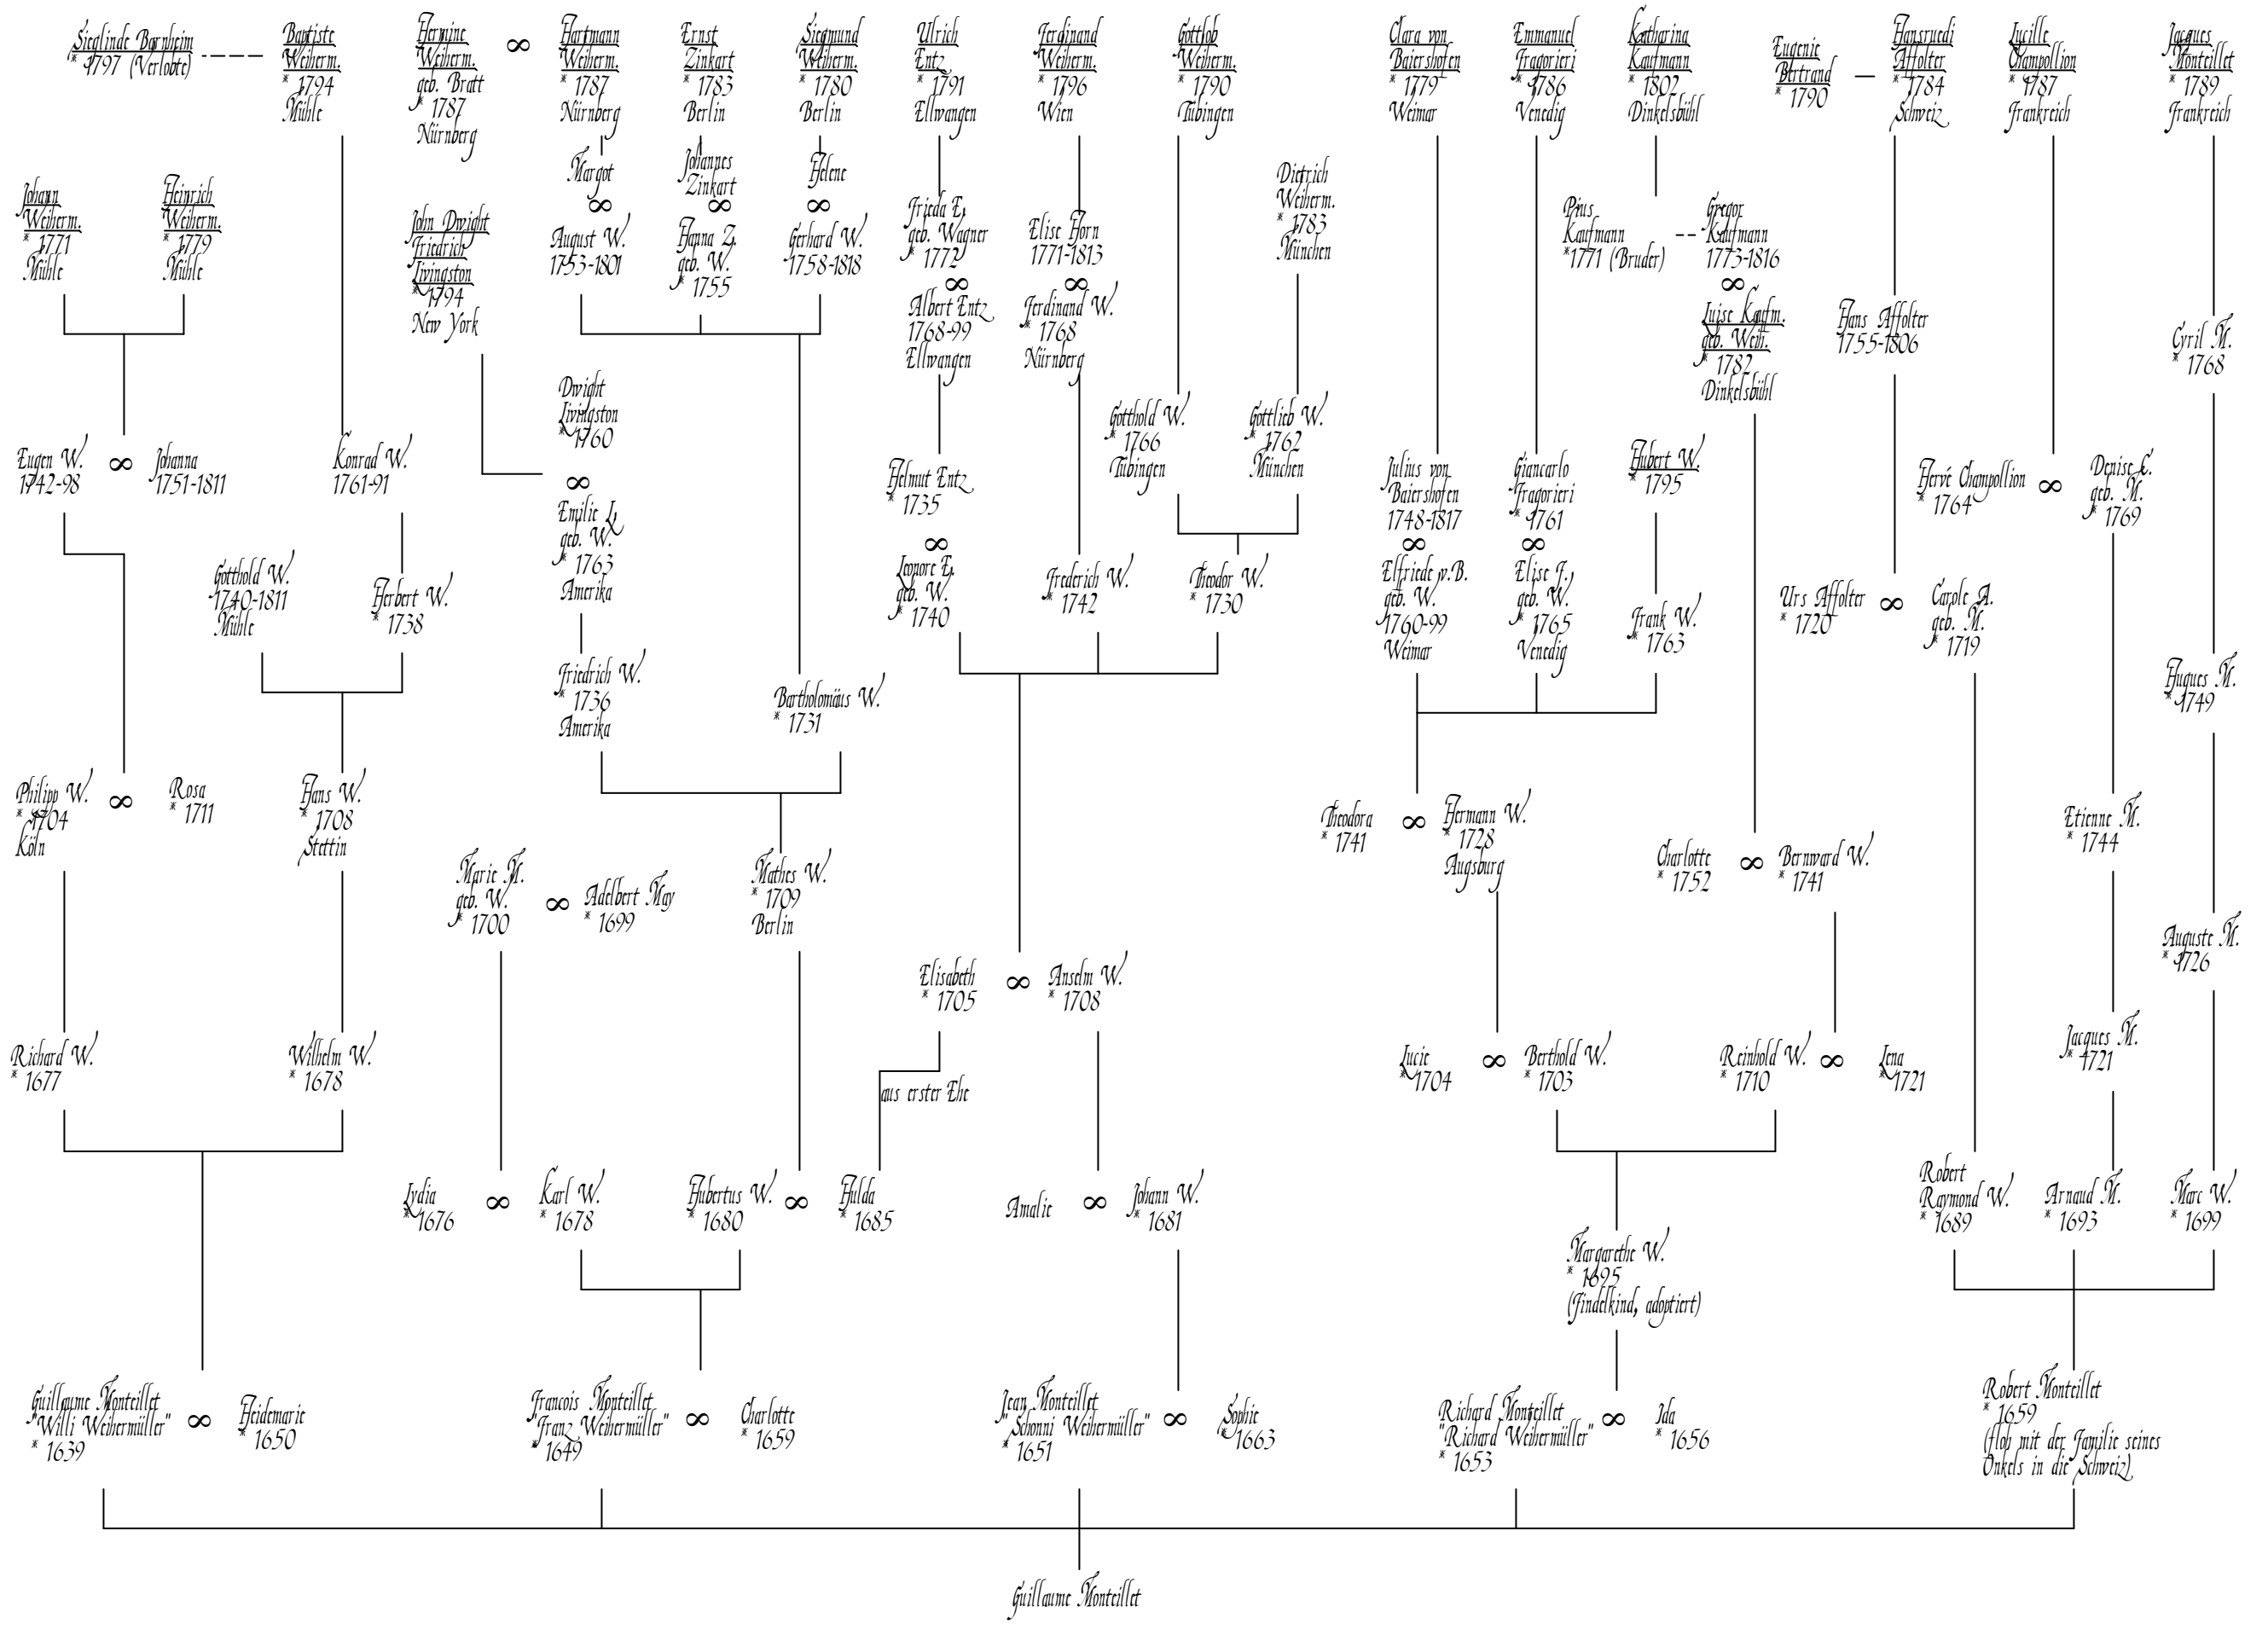 Sieglinde Barnheim
* 1797 (Verlobte)
Baptiste
Weiherm.
* 1794
Mühle
Hermine
Weiherm.
geb. Bratt
* 1787
Nürnberg
∞
Hartmann
Weiherm.
* 1787
Nürnberg
Ernst
Zinkart
* 1783
Berlin
Siegmund
Weiherm.
* 1780
Berlin
Ulrich
Entz
* 1791
Ellwangen
Ferdinand
Weiherm.
* 1796
Wien
Gotthob
Weiherm.
* 1790
Tübingen
Clara von
Baiershofen
* 1779
Weimar
Emmanuel
Fragorieri
* 1786
Venedig
Katharina
Kaufmann
* 1802
Dinkelsbühl
Eugenie
Bertrand
* 1790
Hansruedi
Affolter
* 1784
Schweiz
Lucille
Champollion
* 1787
Frankreich
Jacques
Monteillet
* 1789
Frankreich
Johann
Weiherm.
* 1771
Mühle
Heinrich
Weiherm.
* 1779
Mühle
John Dwight
Friedrich
Livingston
* 1794
New York
Margot
∞
August W.
1753-1801
Johannes
Zinkart
∞
Hanna Z.
geb. W.
* 1755
Helene
∞
Gerhard W.
1758-1818
Frieda E.
geb. Wagner
* 1772
∞
Albert Entz
1768-99
Ellwangen
Elise Horn
1771-1813
∞
Ferdinand W.
* 1768
Nürnberg
Dietrich
Weiherm.
* 1783
München
Pius
Kaufmann
*1771 (Bruder)
Gregor
Kaufmann
1773-1816
∞
Luise Kaufm.
geb. Weih.
* 1782
Dinkelsbühl
Hans Affolter
1755-1806
Cyril M.
* 1768
Eugen W.
1742-98
∞
Johanna
1751-1811
Konrad W.
1761-91
Dwight
Livingston
* 1760
∞
Emilie L.
geb. W.
* 1763
Amerika
Helmut Entz
* 1735
∞
Leonore E.
geb. W.
* 1740
Gotthold W.
* 1766
Tübingen
Gottlieb W.
* 1762
München
Julius von
Baiershofen
1748-1817
∞
Elfriede v.B.
geb. W.
1760-99
Weimar
Giancarlo
Fragorieri
* 1761
∞
Elise F.
geb. W.
* 1765
Venedig
Hubert W.
* 1795
Hervé Champollion
* 1764
∞
Denise C.
geb. M.
* 1769
Gotthold W.
1740-1811
Mühle
Herbert W.
* 1738
Frederich W.
* 1742
Theodor W.
* 1730
Frank W.
* 1763
Urs Affolter
* 1720
∞
Carole A.
geb. M.
* 1719
Friedrich W.
* 1736
Amerika
Bartholomäus W.
* 1731
Hugues M.
* 1749
Philipp W.
* 1704
Köln
∞
Rosa
* 1711
Hans W.
* 1708
Stettin
Marie M.
geb. W.
* 1700
∞
Adelbert May
* 1699
Mathes W.
* 1709
Berlin
Theodora
* 1741
∞
Hermann W.
* 1728
Augsburg
Charlotte
* 1752
∞
Bernward W.
* 1741
Etienne M.
* 1744
Elisabeth
* 1705
∞
Anselm W.
* 1708
Auguste M.
* 1726
Richard W.
* 1677
Wilhelm W.
* 1678
aus erster Ehe
Lucie
* 1704
∞
Berthold W.
* 1703
Reinhold W.
* 1710
∞
Lena
* 1721
Jacques M.
* 1721
Lydia
* 1676
∞
Karl W.
* 1678
Hubertus W.
* 1680
∞
Hulda
* 1685
Amalie
∞
Johann W.
* 1681
Robert
Raymond W.
* 1689
Arnaud M.
* 1693
Marc W.
* 1699
Margarethe W.
* 1695
(Findelkind, adoptiert)
Guillaume Monteillet
"Willi Weihermüller"
* 1639
∞
Heidemarie
* 1650
Francois Monteillet
"Franz Weihermüller"
* 1649
∞
Charlotte
* 1659
Jean Monteillet
"Schonni Weihermüller"
* 1651
∞
Sophie
* 1663
Richard Monteillet
"Richard Weihermüller"
* 1653
∞
Ida
* 1656
Robert Monteillet
* 1659
(floh mit der Familie seines
Onkels in die Schweiz)
Guillaume Monteillet